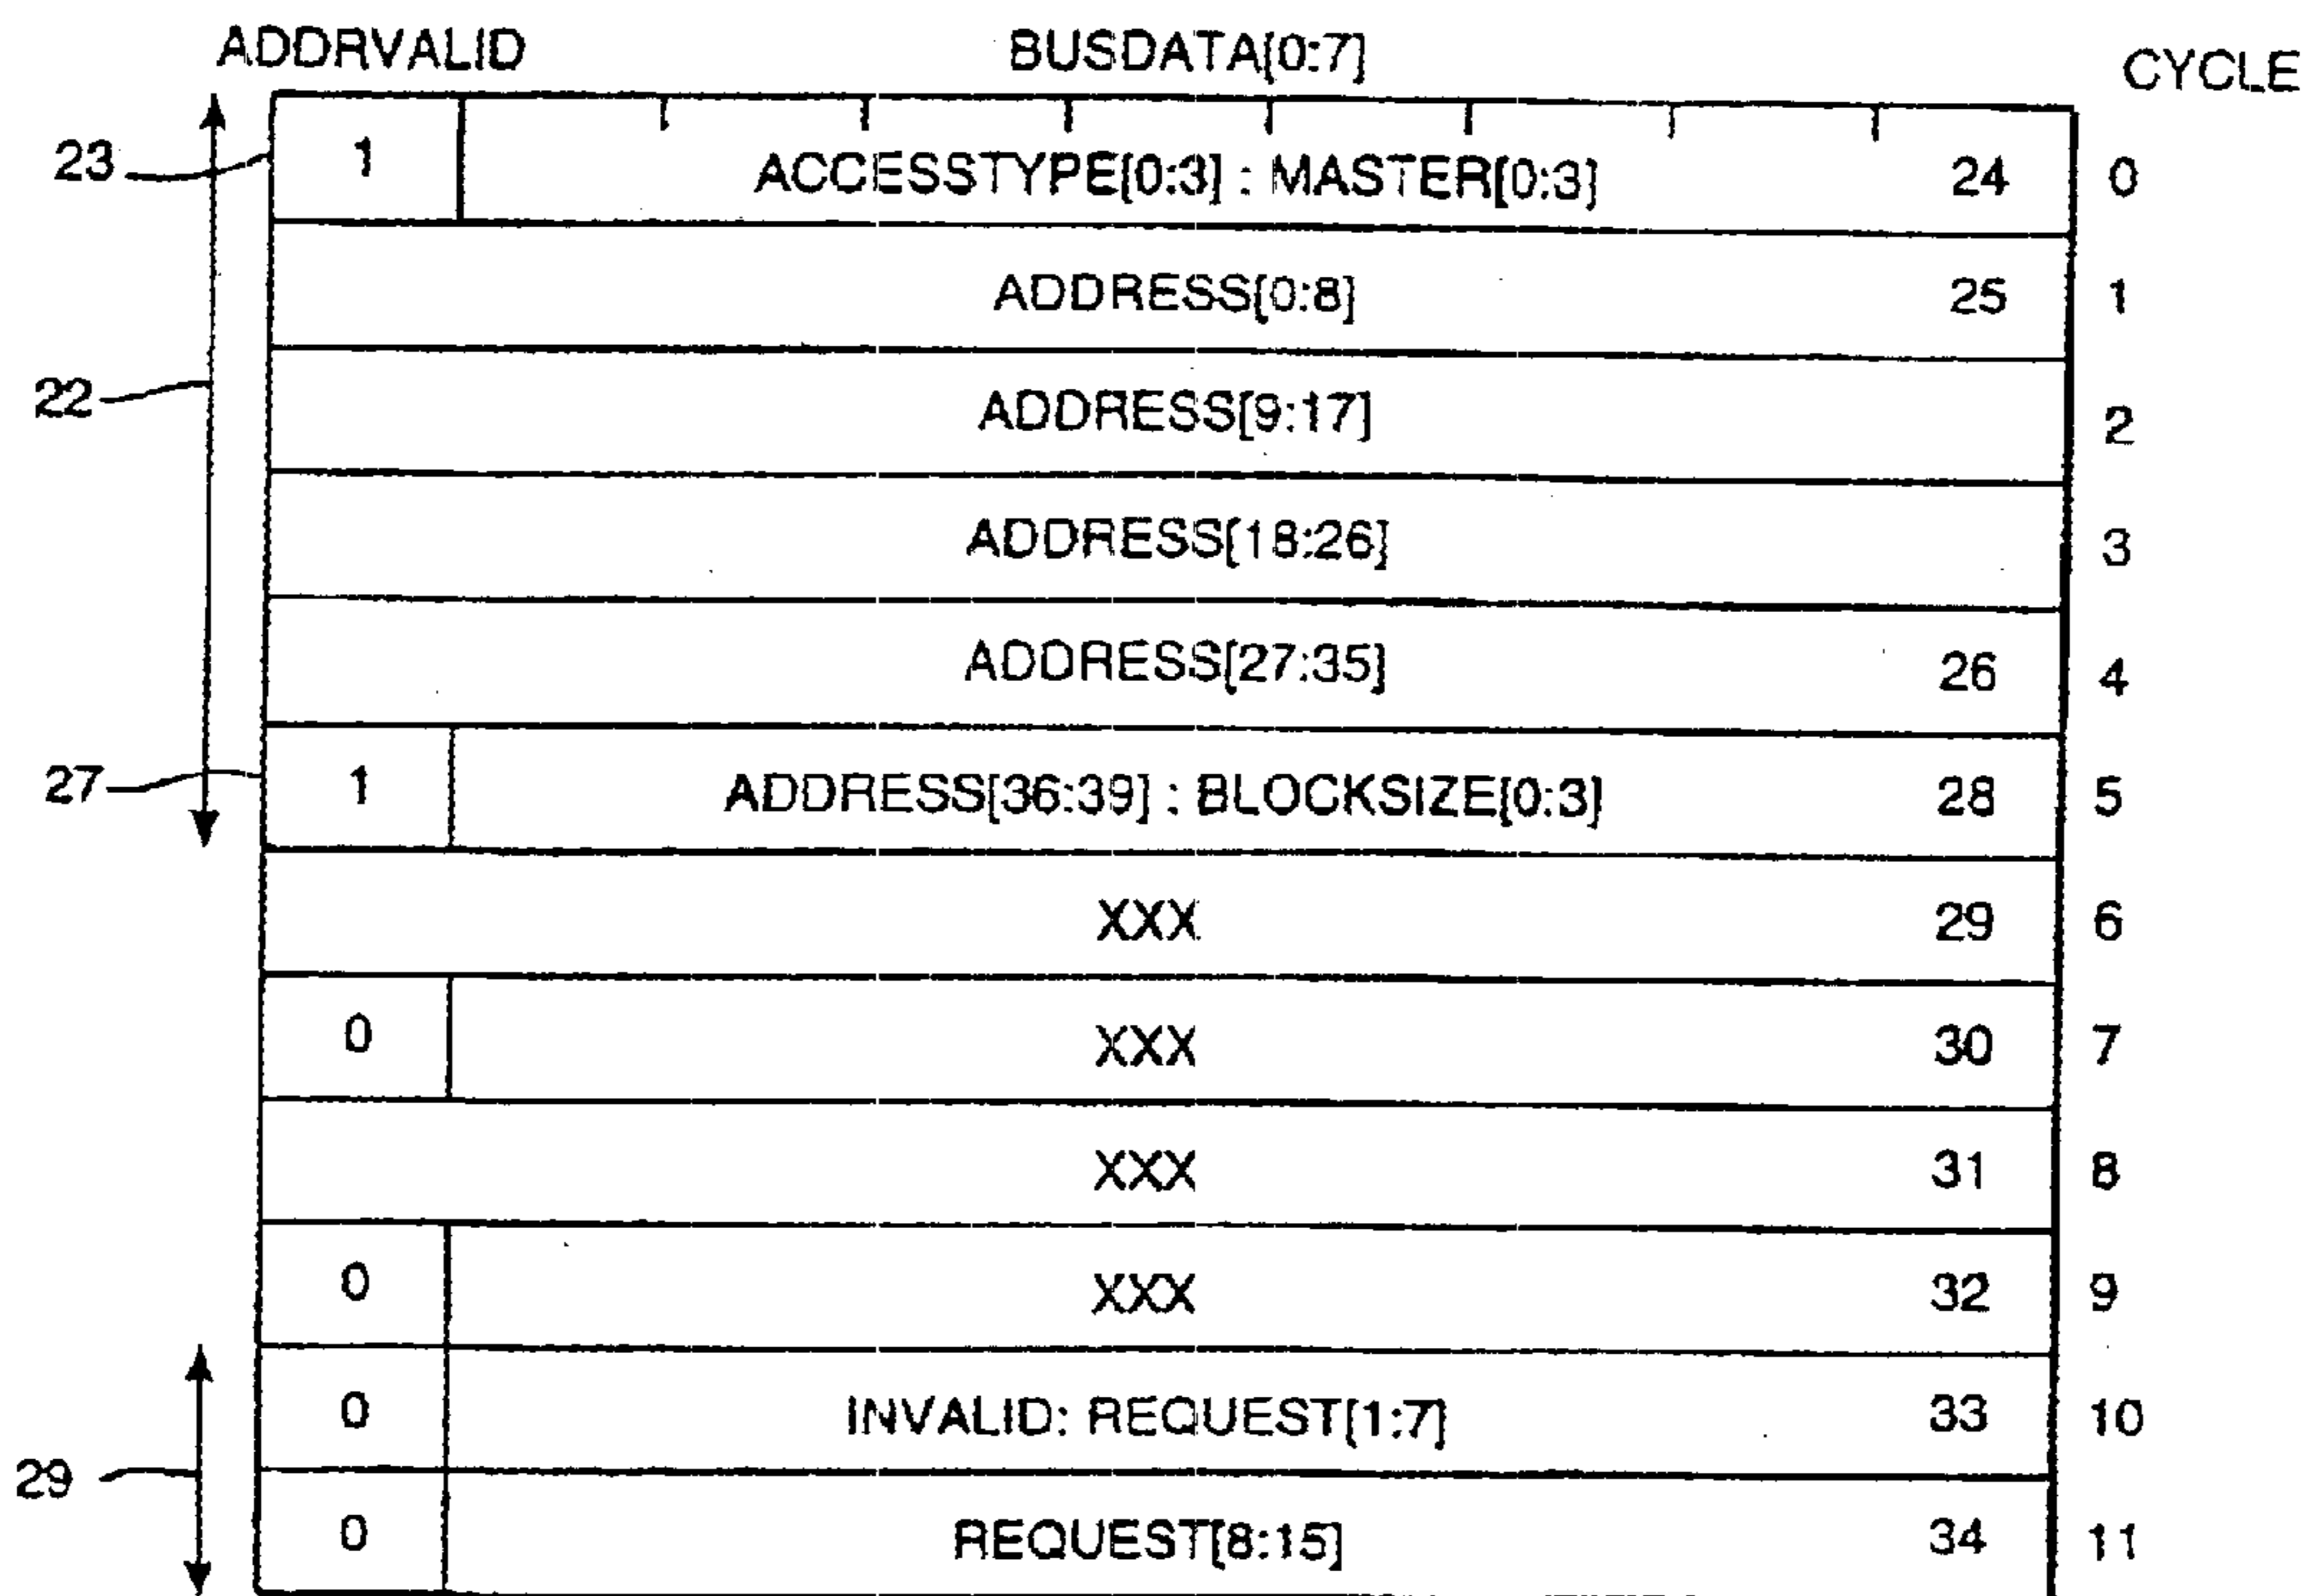 ADDRVALID BUSDATA[0:7] CYCLE
23 1 ACCESSTYPE[0:3] : MASTER[0:3] 24 0
ADDRESS[0:8] 25 1
22 ADDRESS[9:17] 2
ADDRESS[18:26] 3
ADDRESS[27:35] 26 4
27 1 ADDRESS[36:39] : BLOCKSIZE[0:3] 28 5
XXX 29 6
0 XXX 30 7
XXX 31 8
0 XXX 32 9
0 INVALID: REQUEST[1:7] 33 10
29 0 REQUEST[8:15] 34 11